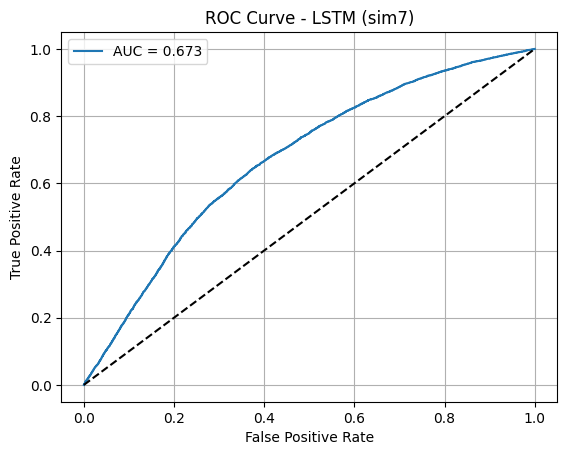 ROC Curve - LSTM (sim7)
AUC = 0.673
True Positive Rate
1.0
0.8
0.6
0.4
0.2
0.0
0.0 0.2 0.4 0.6 0.8 1.0
False Positive Rate